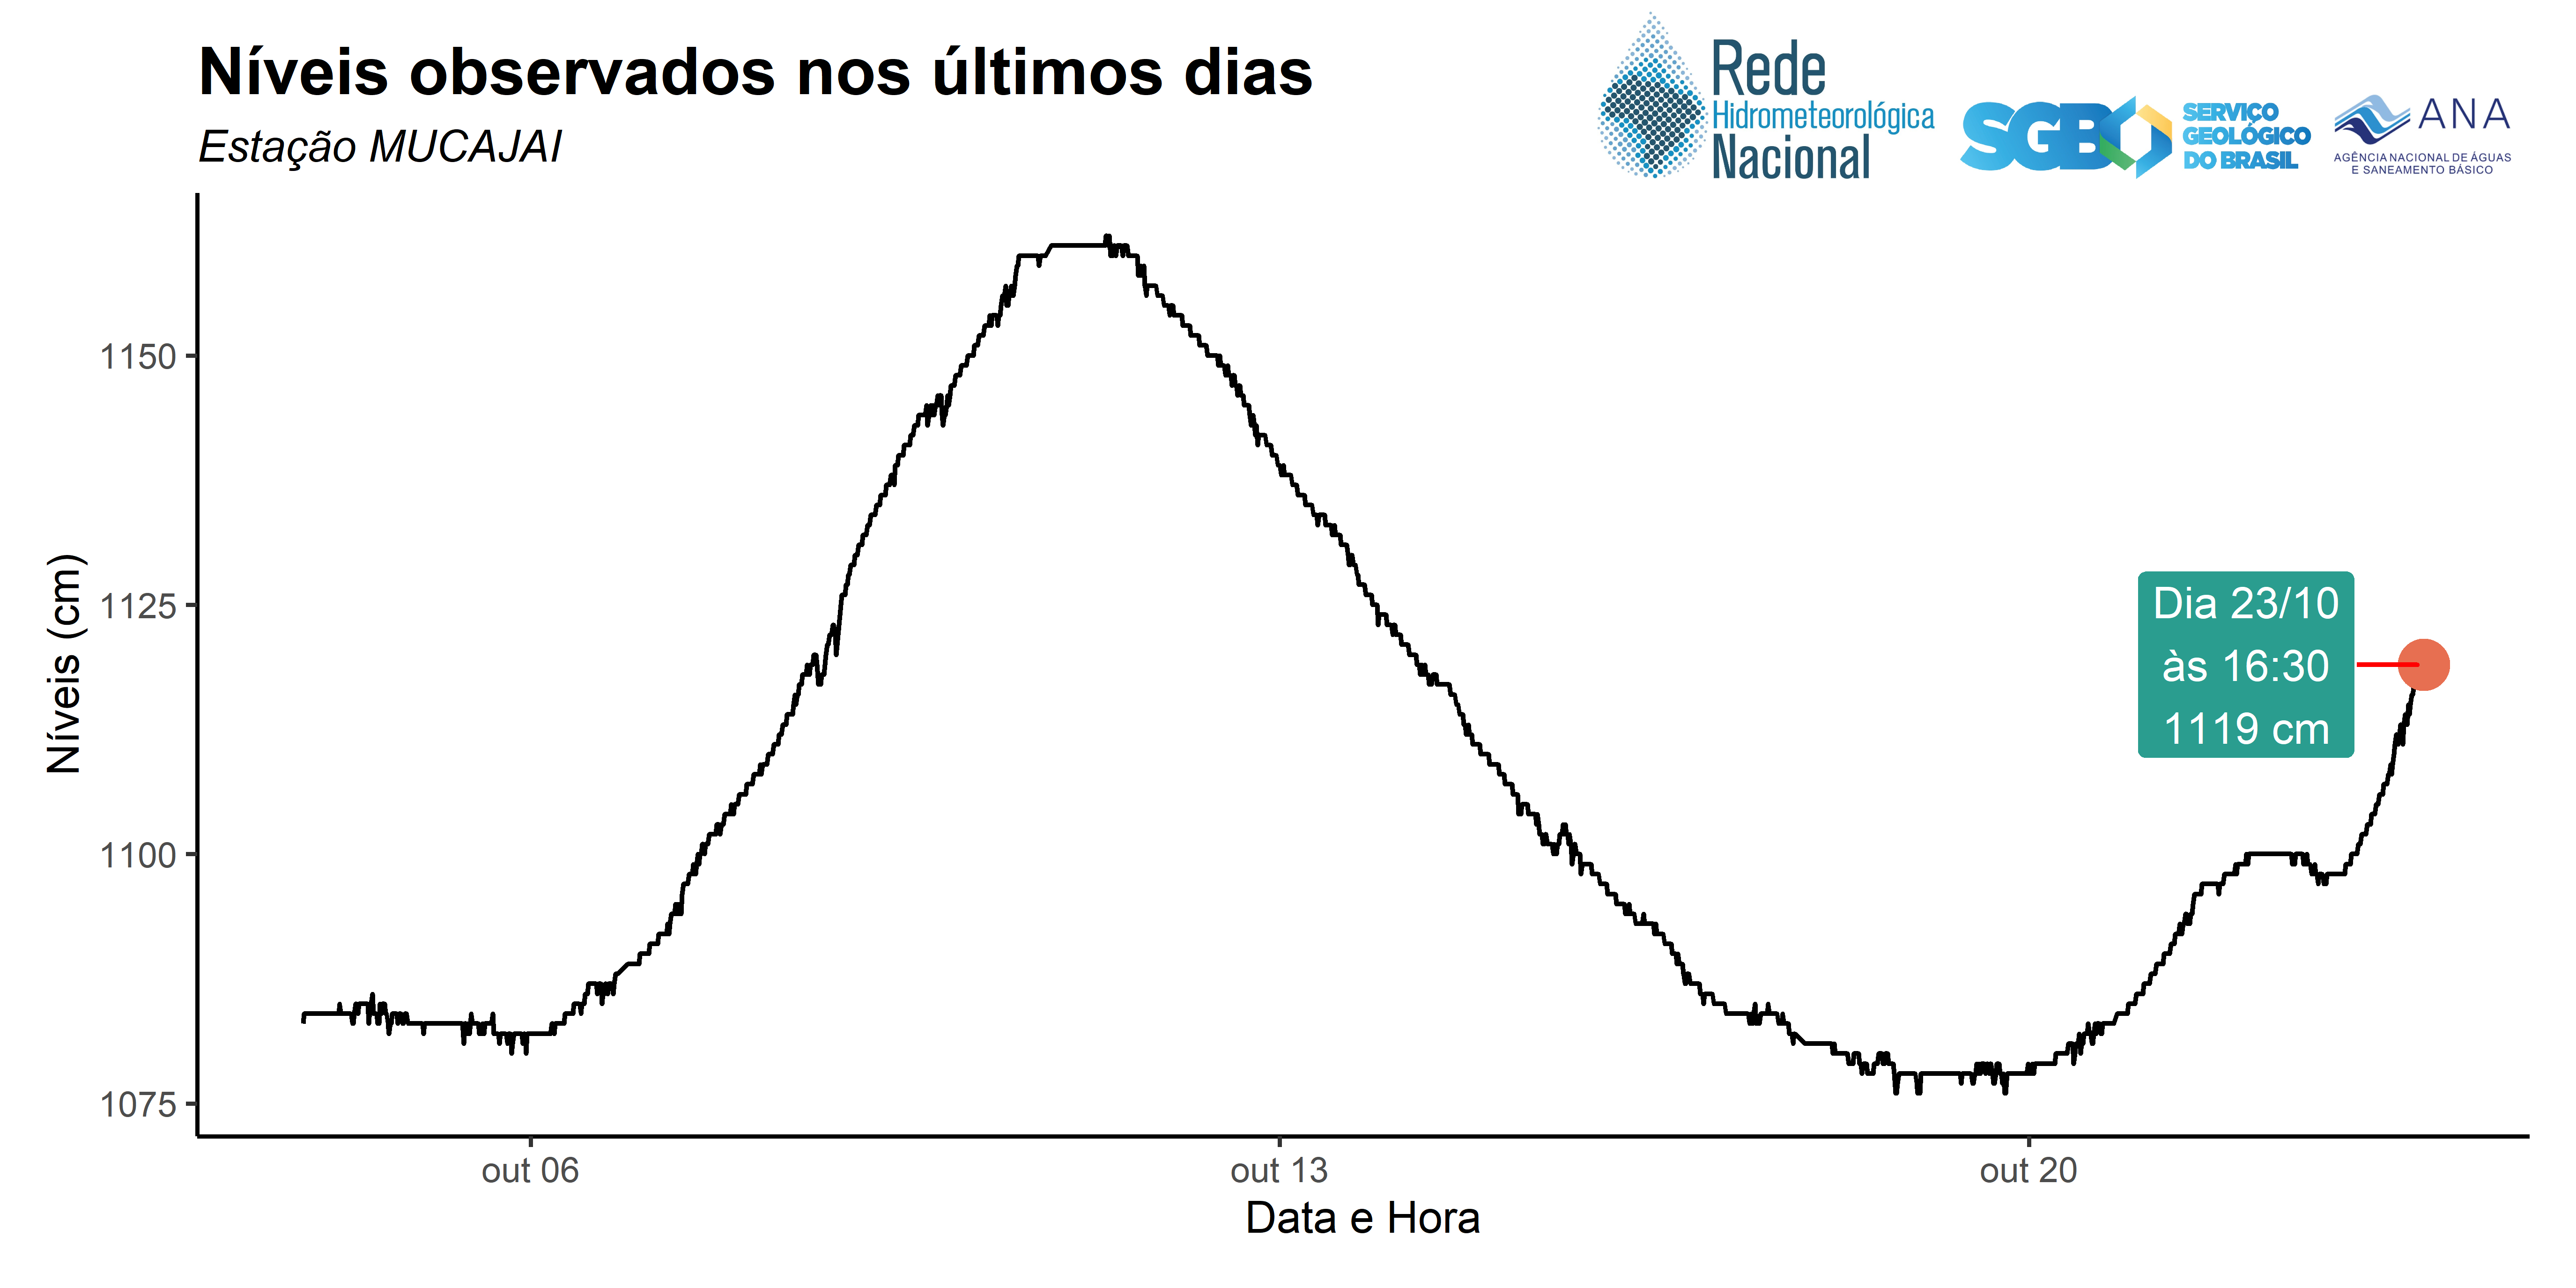 Níveis observados nos últimos dias
Estação MUCAJAI
Rede
Hidrometeorológica
Nacional
SGB
SERVIÇO
GEOLÓGICO
DO BRASIL
ANA
AGÊNCIA NACIONAL DE ÁGUAS
E SANEAMENTO BÁSICO
Níveis (cm)
1150
1125
1100
1075
Dia 23/10
às 16:30
1119 cm
out 06
out 13
out 20
Data e Hora